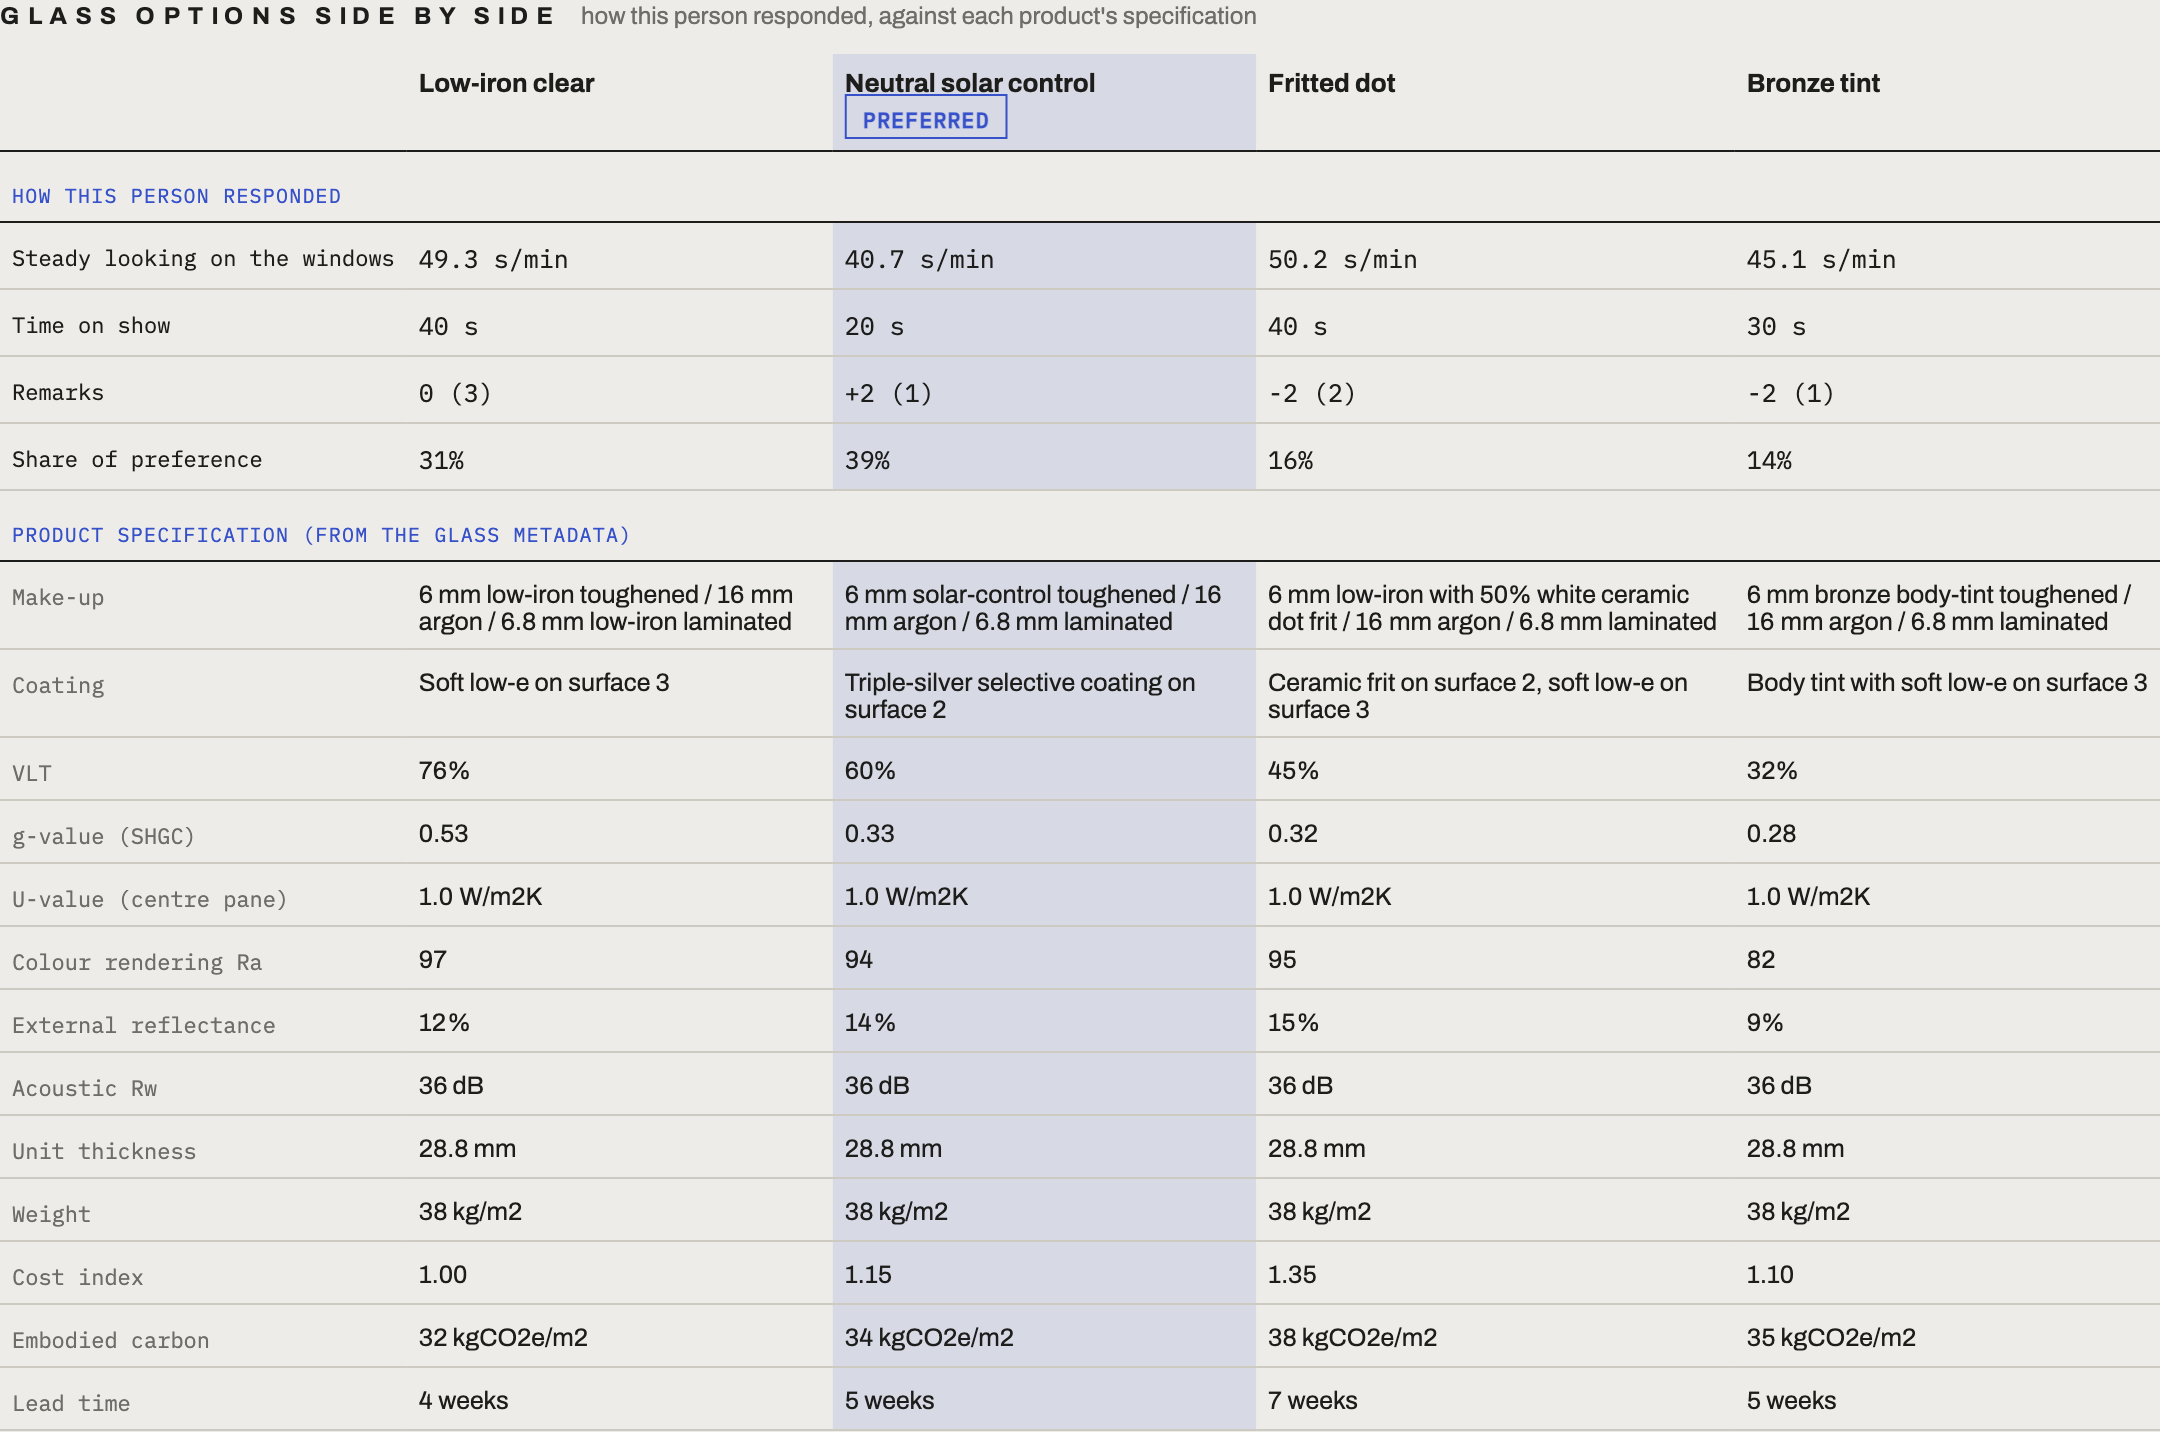 GLASS OPTIONS SIDE BY SIDE how this person responded, against each product's specification
Low-iron clear Neutral solar control Fritted dot Bronze tint
PREFERRED
HOW THIS PERSON RESPONDED
Steady looking on the windows 49.3 s/min 40.7 s/min 50.2 s/min 45.1 s/min
Time on show 40 s 20 s 40 s 30 s
Remarks 0 (3) +2 (1) -2 (2) -2 (1)
Share of preference 31% 39% 16% 14%
PRODUCT SPECIFICATION (FROM THE GLASS METADATA)
Make-up 6 mm low-iron toughened / 16 mm 6 mm solar-control toughened / 16 6 mm low-iron with 50% white ceramic 6 mm bronze body-tint toughened /
argon / 6.8 mm low-iron laminated mm argon / 6.8 mm laminated dot frit / 16 mm argon / 6.8 mm laminated 16 mm argon / 6.8 mm laminated
Coating Soft low-e on surface 3 Triple-silver selective coating on Ceramic frit on surface 2, soft low-e on Body tint with soft low-e on surface 3
surface 2 surface 3
VLT 76% 60% 45% 32%
g-value (SHGC) 0.53 0.33 0.32 0.28
U-value (centre pane) 1.0 W/m2K 1.0 W/m2K 1.0 W/m2K 1.0 W/m2K
Colour rendering Ra 97 94 95 82
External reflectance 12% 14% 15% 9%
Acoustic Rw 36 dB 36 dB 36 dB 36 dB
Unit thickness 28.8 mm 28.8 mm 28.8 mm 28.8 mm
Weight 38 kg/m2 38 kg/m2 38 kg/m2 38 kg/m2
Cost index 1.00 1.15 1.35 1.10
Embodied carbon 32 kgCO2e/m2 34 kgCO2e/m2 38 kgCO2e/m2 35 kgCO2e/m2
Lead time 4 weeks 5 weeks 7 weeks 5 weeks